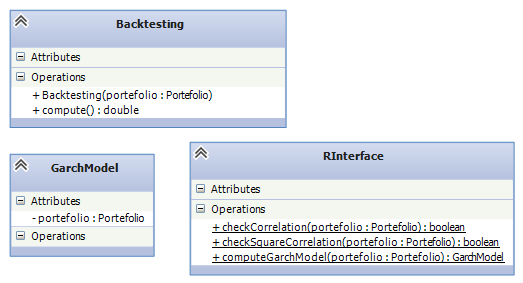 Backtesting
Attributes
Operations
+ Backtesting(portefolio : Portefolio)
+ compute() : double
GarchModel
Attributes
- portefolio : Portefolio
Operations
RInterface
Attributes
Operations
+ checkCorrelation(portefolio : Portefolio) : boolean
+ checkSquareCorrelation(portefolio : Portefolio) : boolean
+ computeGarchModel(portefolio : Portefolio) : GarchModel